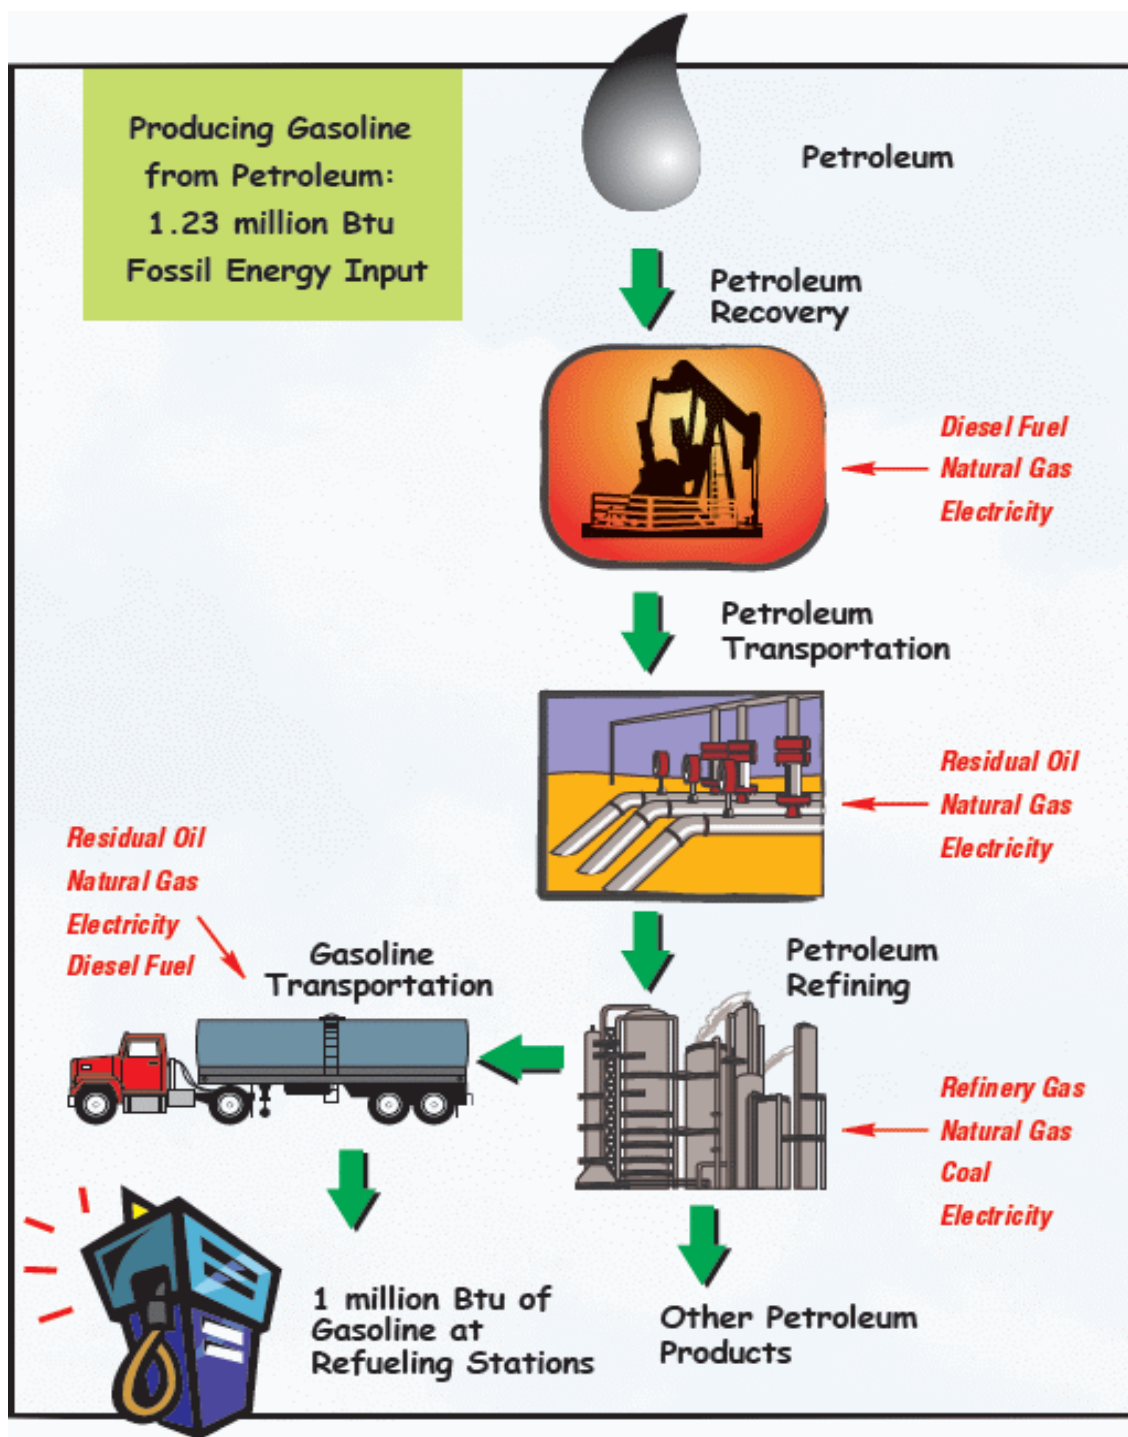 Producing Gasoline
from Petroleum:
1.23 million Btu
Fossil Energy Input
Petroleum
Petroleum
Recovery
Diesel Fuel
Natural Gas
Electricity
Petroleum
Transportation
Residual Oil
Natural Gas
Electricity
Petroleum
Refining
Refinery Gas
Natural Gas
Coal
Electricity
Residual Oil
Natural Gas
Electricity
Diesel Fuel
Gasoline
Transportation
1 million Btu of
Gasoline at
Refueling Stations
Other Petroleum
Products